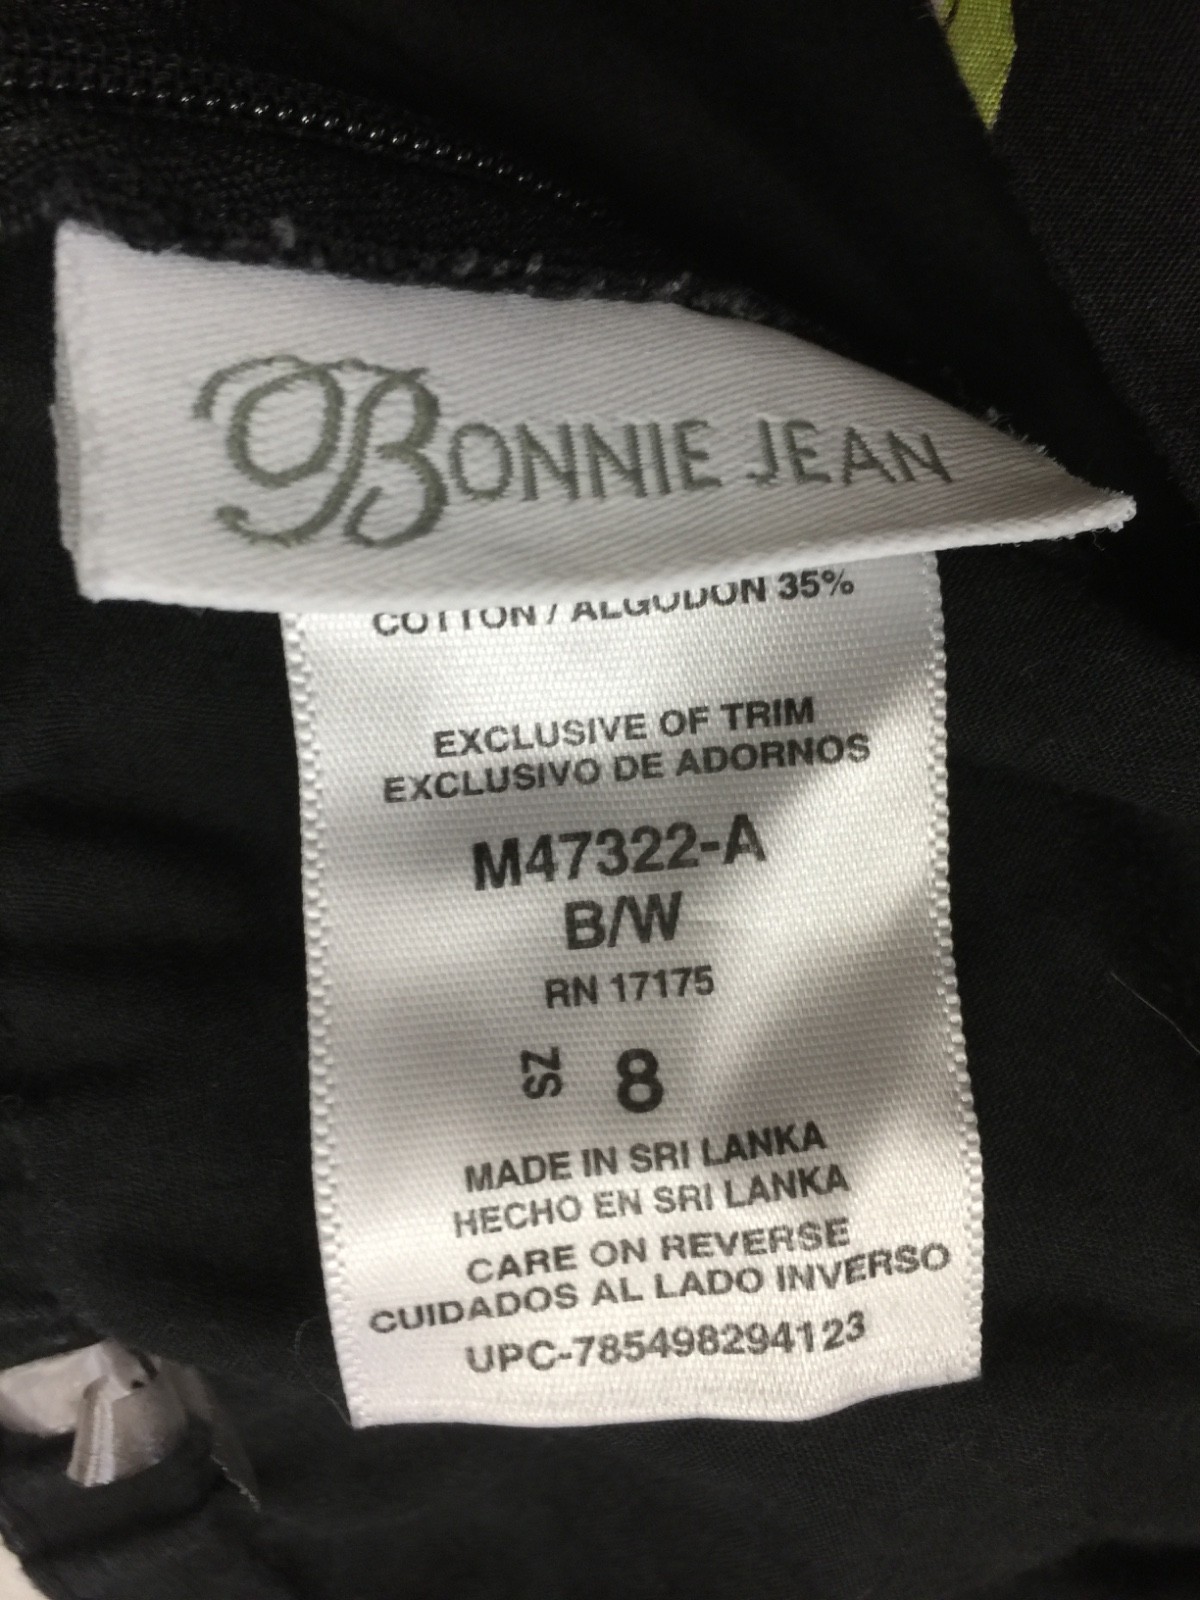 BONNIE JEAN
COTTON / ALGODON 35%
EXCLUSIVE OF TRIM
EXCLUSIVO DE ADORNOS
M47322-A
B/W
RN 17175
SZ 8
MADE IN SRI LANKA
HECHO EN SRI LANKA
CARE ON REVERSE
CUIDADOS AL LADO INVERSO
UPC-785498294123